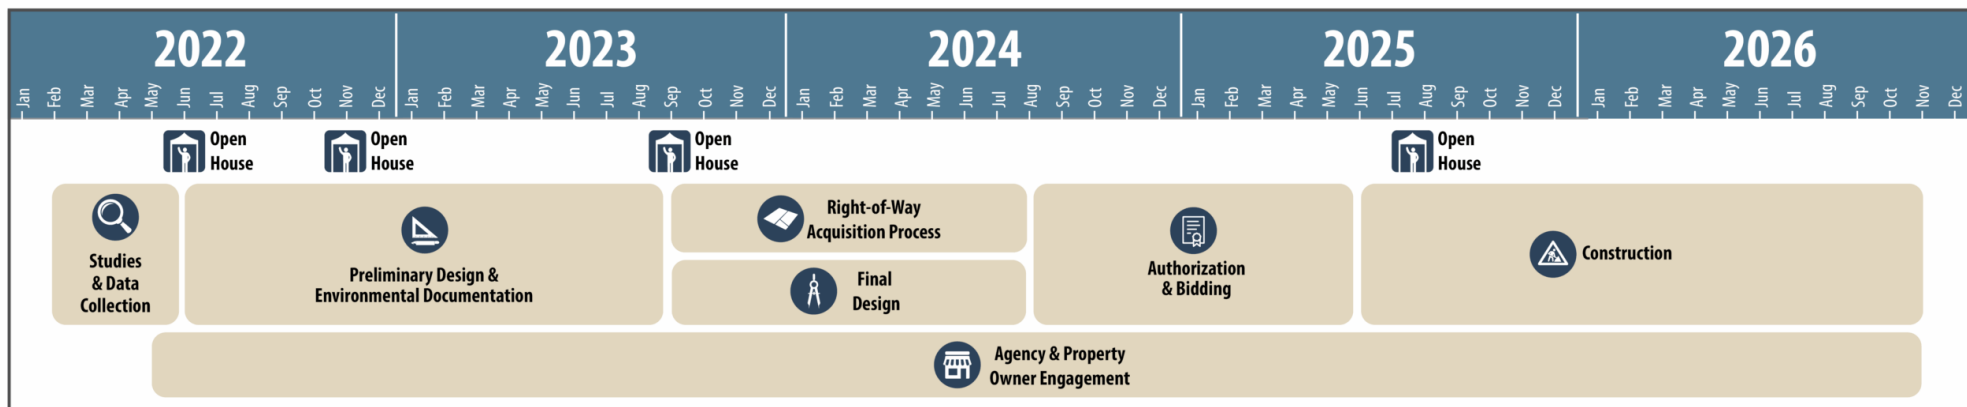 2022 2023 2024 2025 2026
Jan Feb Mar Apr May Jun Jul Aug Sep Oct Nov Dec Jan Feb Mar Apr May Jun Jul Aug Sep Oct Nov Dec Jan Feb Mar Apr May Jun Jul Aug Sep Oct Nov Dec Jan Feb Mar Apr May Jun Jul Aug Sep Oct Nov Dec Jan Feb Mar Apr May Jun Jul Aug Sep Oct Nov Dec
Open
House
Open
House
Open
House
Open
House
Studies
& Data
Collection
Preliminary Design &
Environmental Documentation
Right-of-Way
Acquisition Process
Final
Design
Authorization
& Bidding
Construction
Agency & Property
Owner Engagement